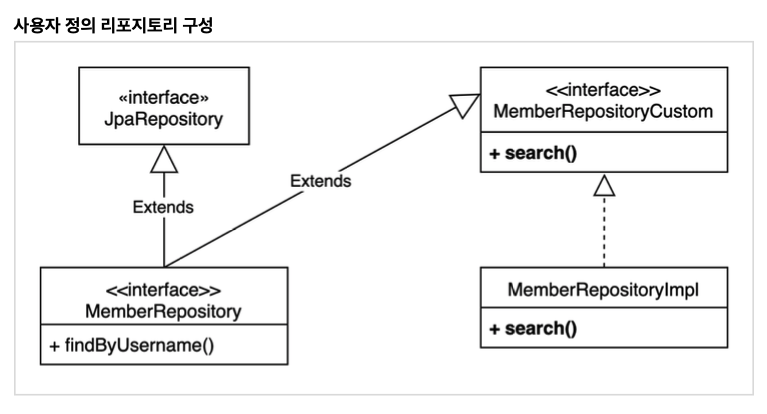 사용자 정의 리포지토리 구성
«interface»
JpaRepository
<<interface>>
MemberRepositoryCustom
+ search()
Extends
Extends
<<interface>>
MemberRepository
+ findByUsername()
MemberRepositoryImpl
+ search()